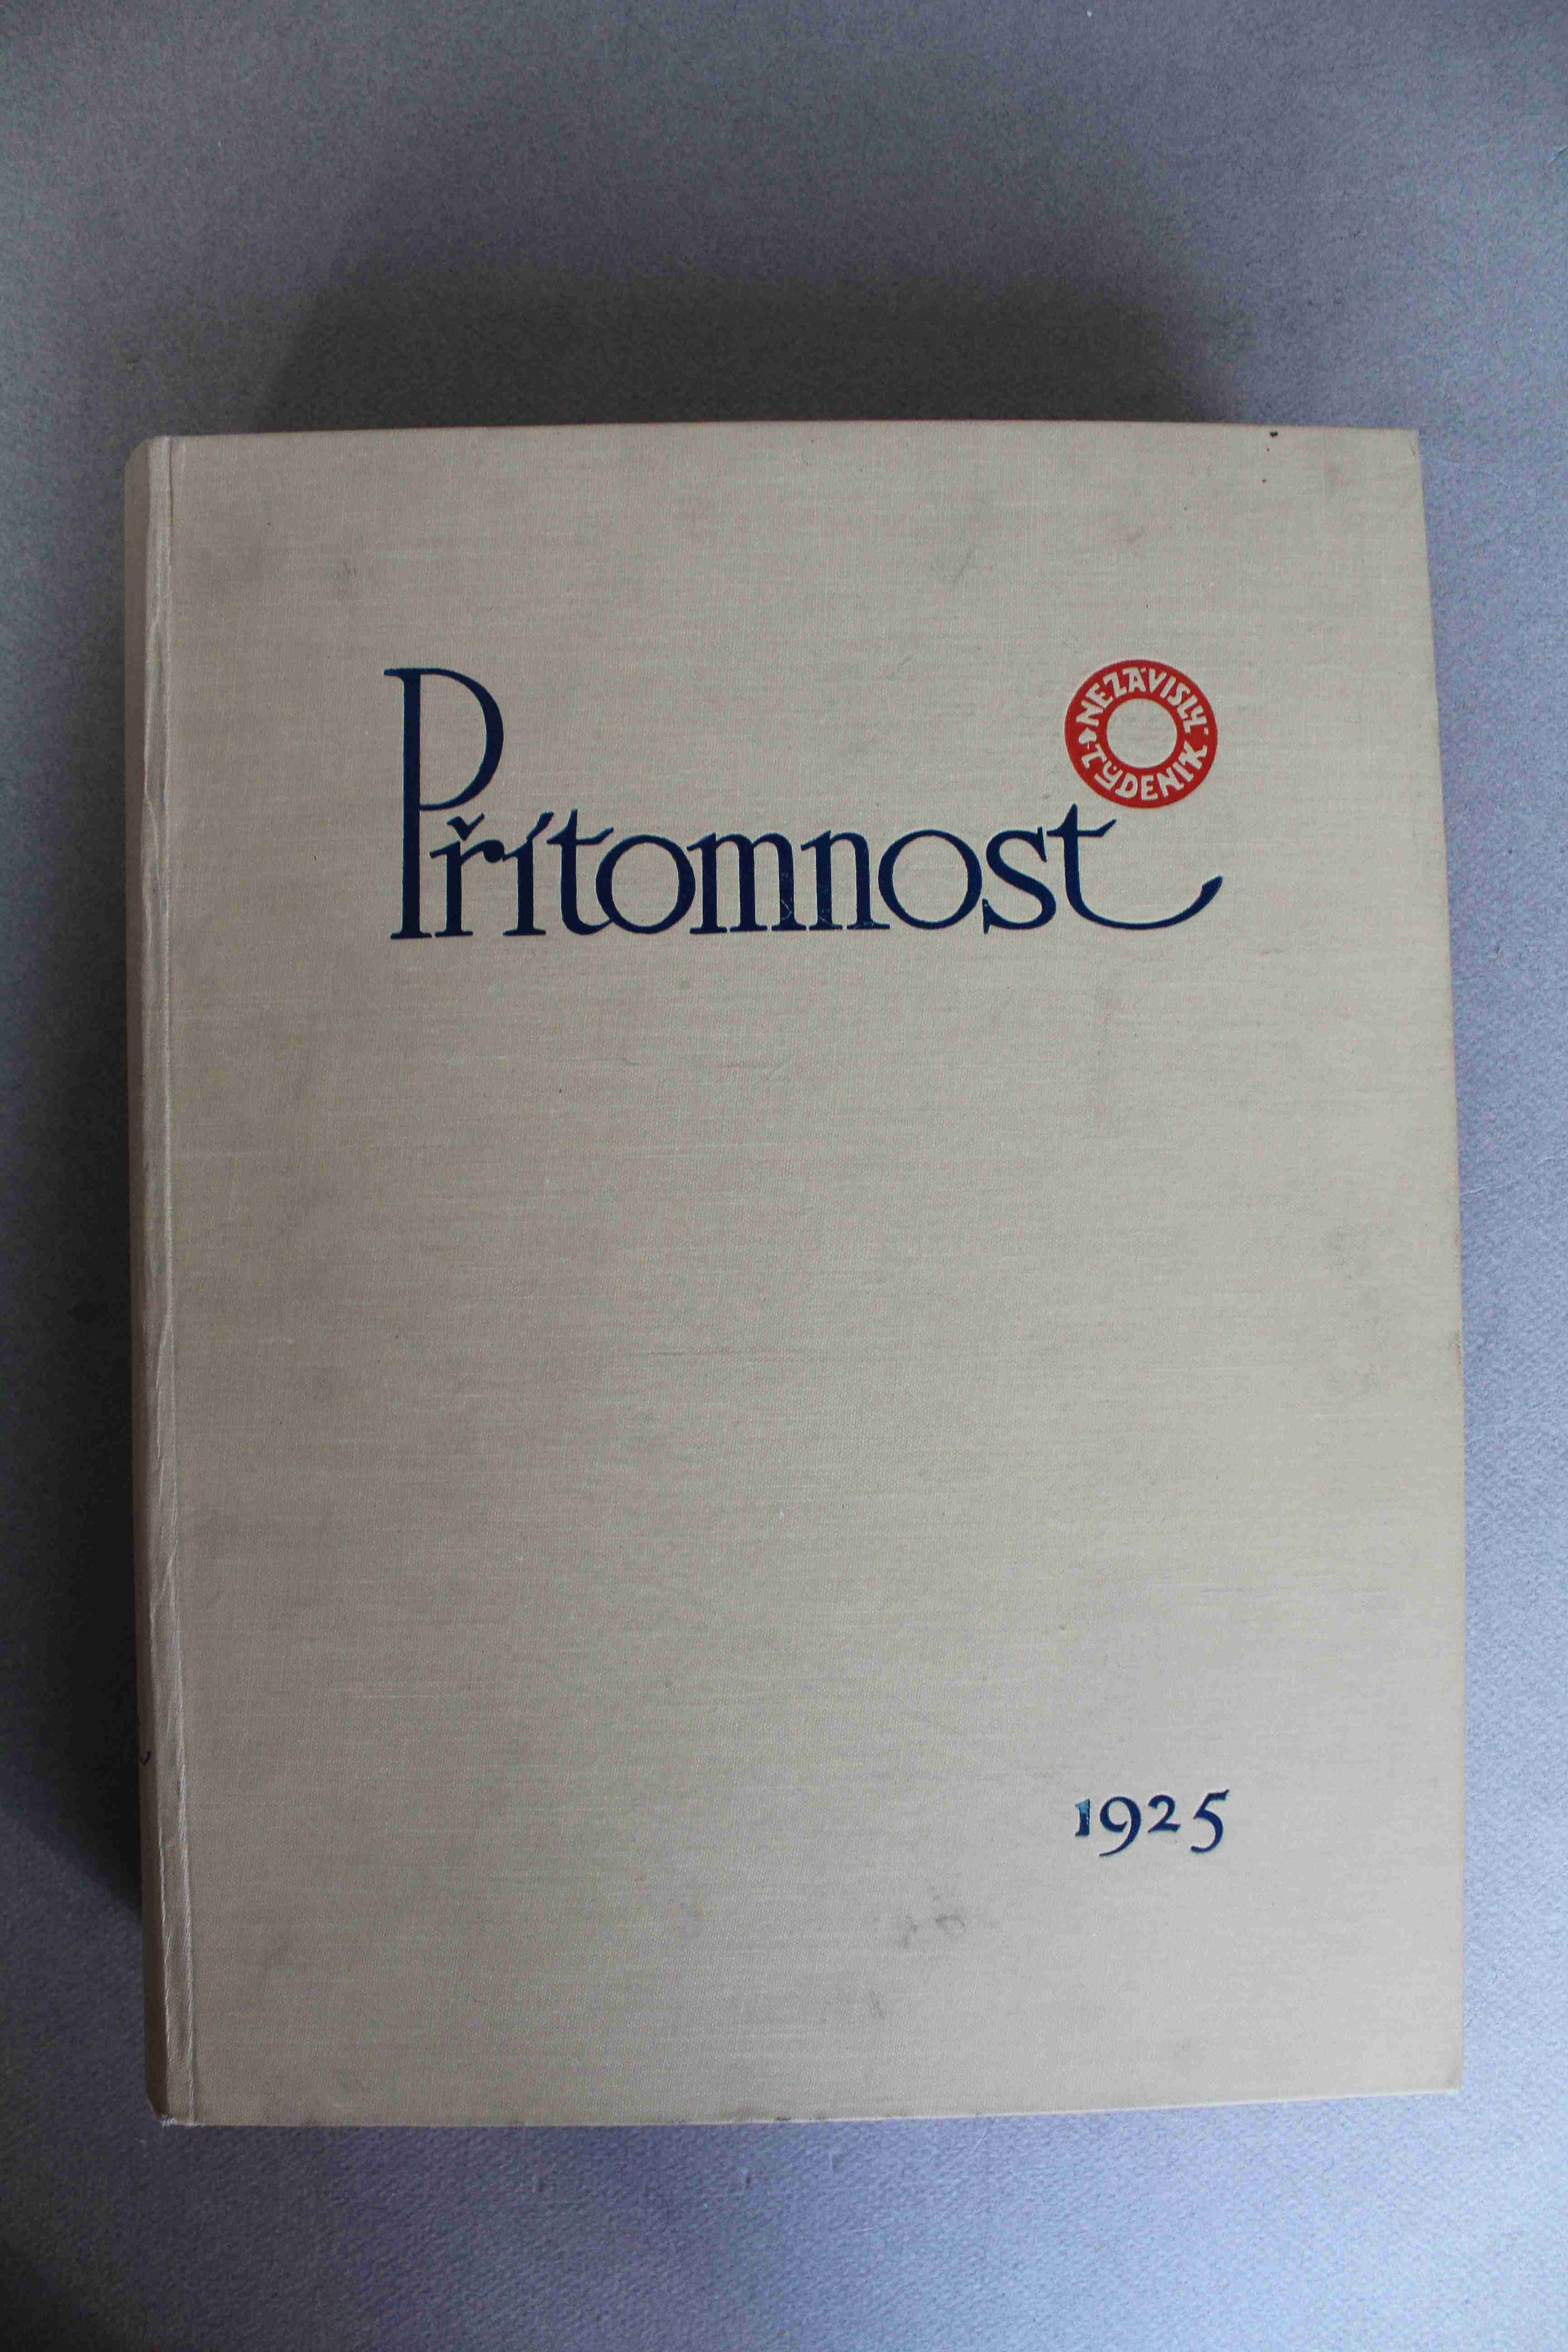 Přítomnost
NEZÁVISLÝ
TÝDENÍK
1925